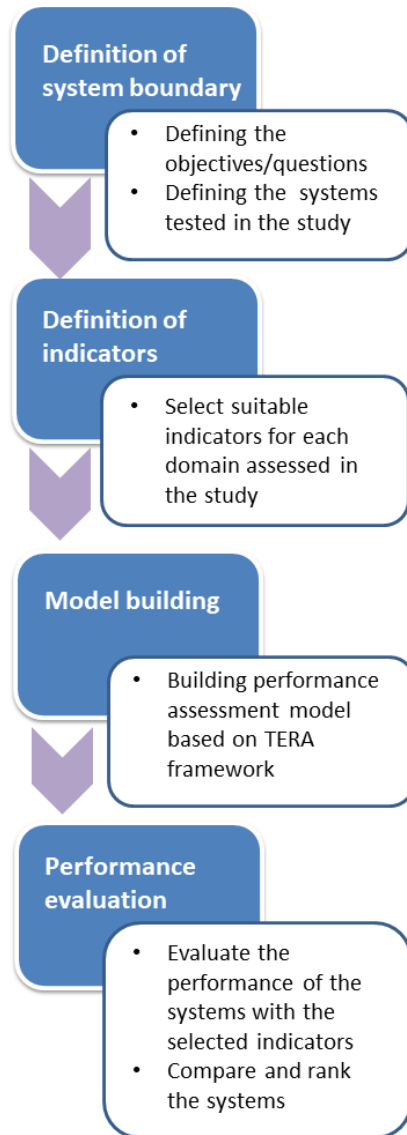 Definition of
system boundary
• Defining the
objectives/questions
• Defining the systems
tested in the study
Definition of
indicators
• Select suitable
indicators for each
domain assessed in
the study
Model building
• Building performance
assessment model
based on TERA
framework
Performance
evaluation
• Evaluate the
performance of the
systems with the
selected indicators
• Compare and rank
the systems